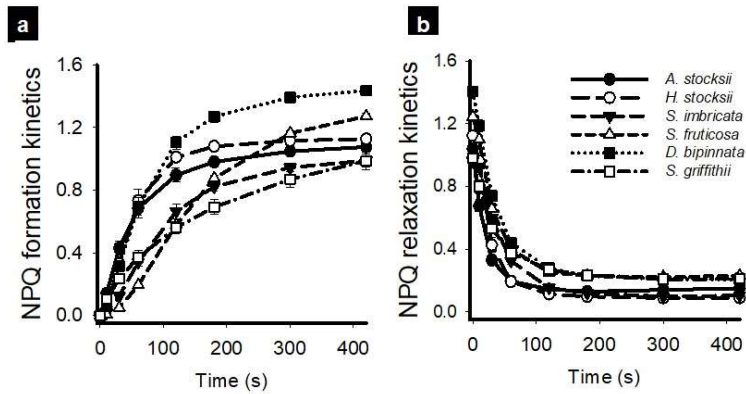 a
NPQ formation kinetics
1.6
1.2
0.8
0.4
0.0
0 100 200 300 400
Time (s)
b
NPQ relaxation kinetics
1.6
1.2
0.8
0.4
0.0
A. stocksii
H. stocksii
S. imbricata
S. fruticosa
D. bipinnata
S. griffithii
0 100 200 300 400
Time (s)